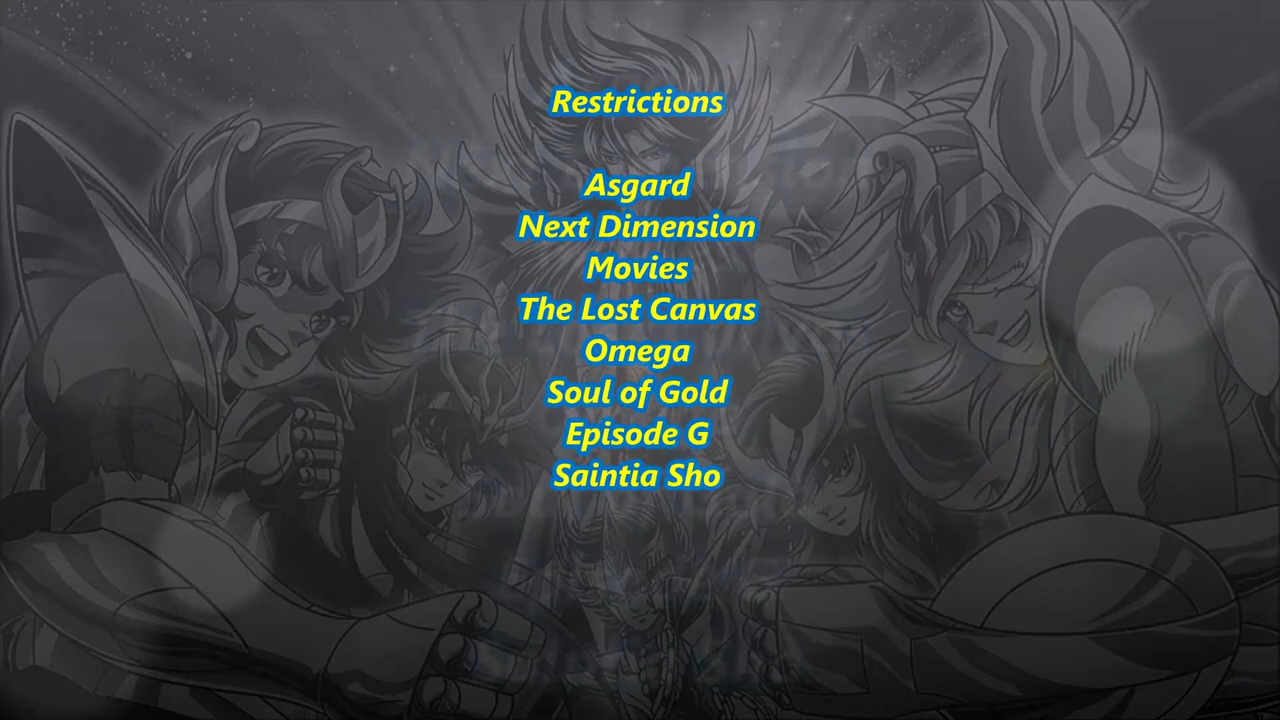 Restrictions
Asgard
Next Dimension
Movies
The Lost Canvas
Omega
Soul of Gold
Episode G
Saintia Sho